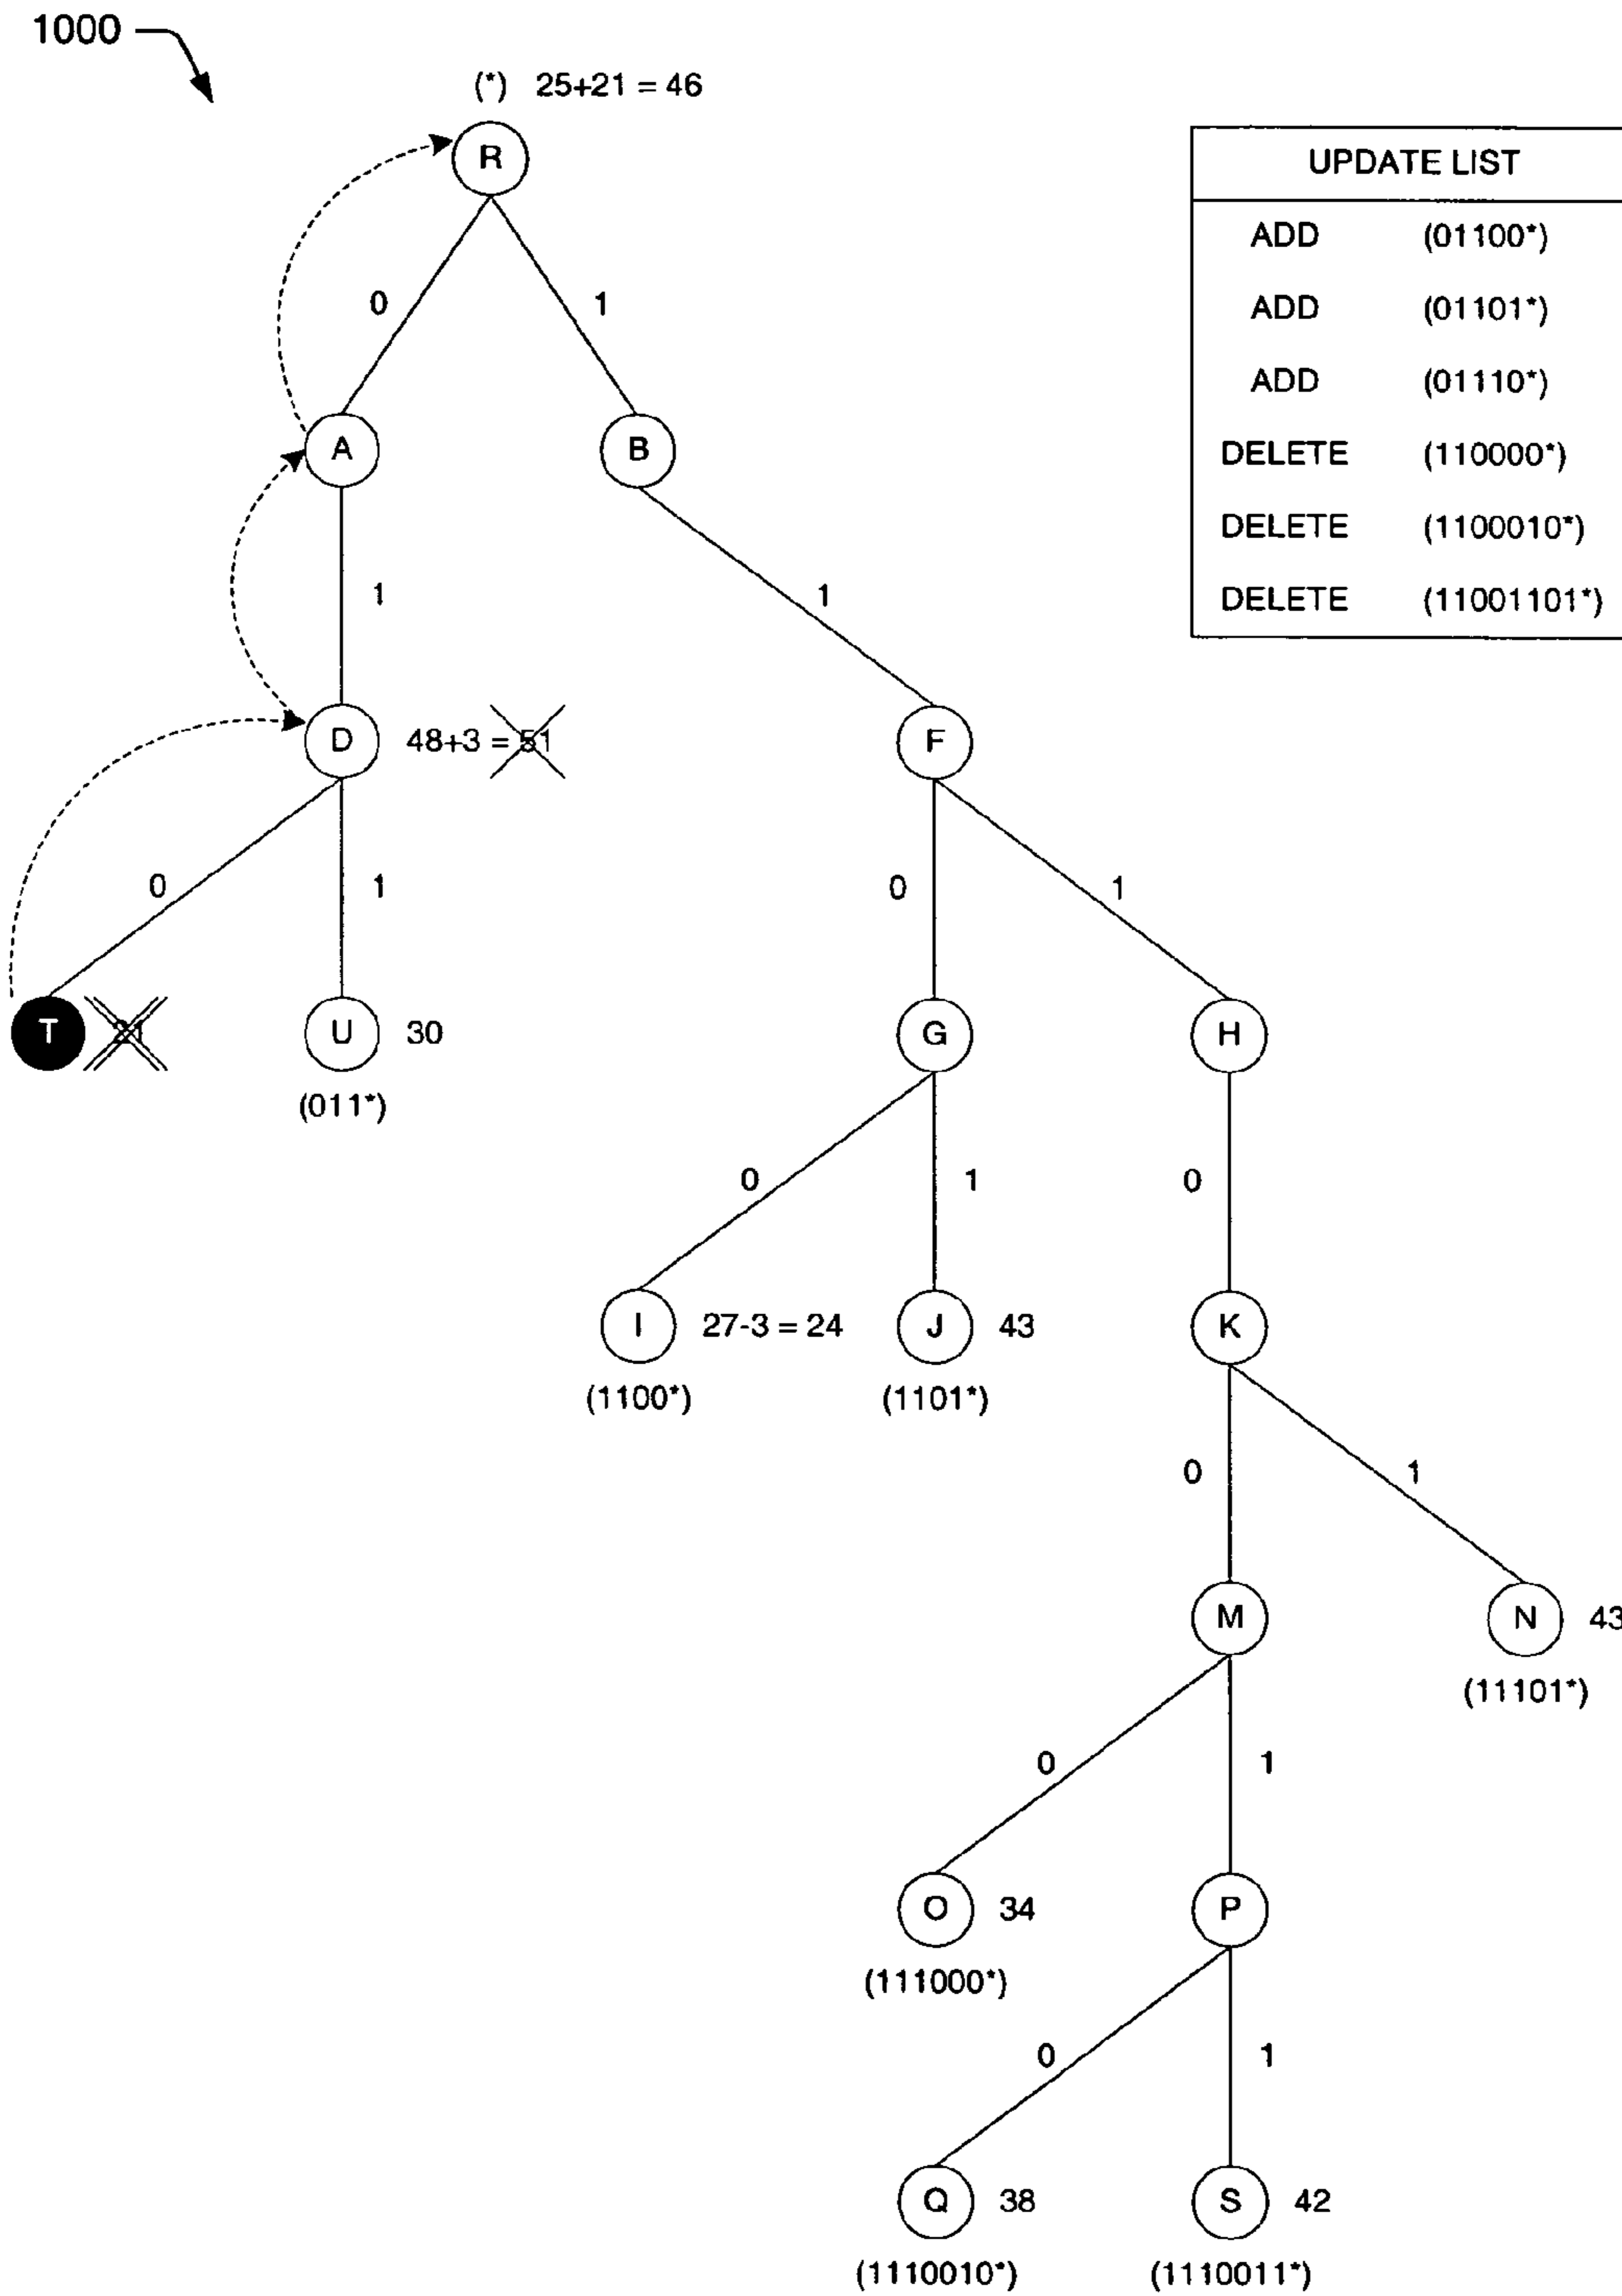 1000
(*) 25+21 = 46
R
UPDATE LIST
ADD (01100*)
ADD (01101*)
ADD (01110*)
DELETE (110000*)
DELETE (1100010*)
DELETE (11001101*)
0
1
A
B
1
1
D
48+3 = 51
F
0
1
0
1
T
U
30
G
H
(011*)
0
1
0
I
27-3 = 24
J
43
K
(1100*)
(1101*)
0
1
M
N
43
(11101*)
0
1
O
34
P
(111000*)
0
1
Q
38
S
42
(1110010*)
(1110011*)